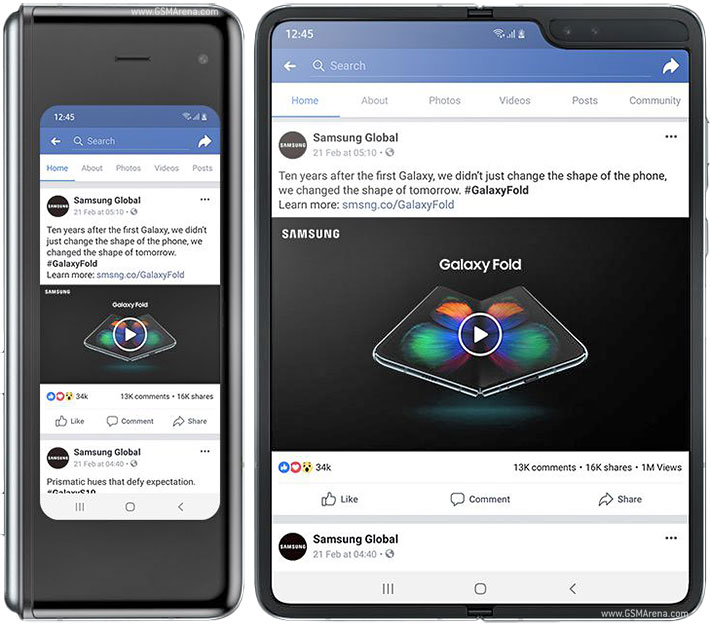 www.GSMArena.com
12:45
Search
Home About Photos Videos Posts
SAMSUNG
Samsung Global
21 Feb at 05:10
Ten years after the first Galaxy, we didn't
just change the shape of the phone, we
changed the shape of tomorrow.
#GalaxyFold
Learn more: smsng.co/GalaxyFold
SAMSUNG
Galaxy Fold
34k 13K comments • 16K shares
Like Comment Share
SAMSUNG
Samsung Global
21 Feb at 04:40
Prismatic hues that defy expectation.
#GalaxyS10
12:45
Search
Home About Photos Videos Posts Community
SAMSUNG
Samsung Global
21 Feb at 05:10
Ten years after the first Galaxy, we didn't just change the shape of the phone,
we changed the shape of tomorrow. #GalaxyFold
Learn more: smsng.co/GalaxyFold
SAMSUNG
Galaxy Fold
34k 13K comments • 16K shares • 1M Views
Like Comment Share
SAMSUNG
Samsung Global
21 Feb at 04:40
www.GSMArena.com